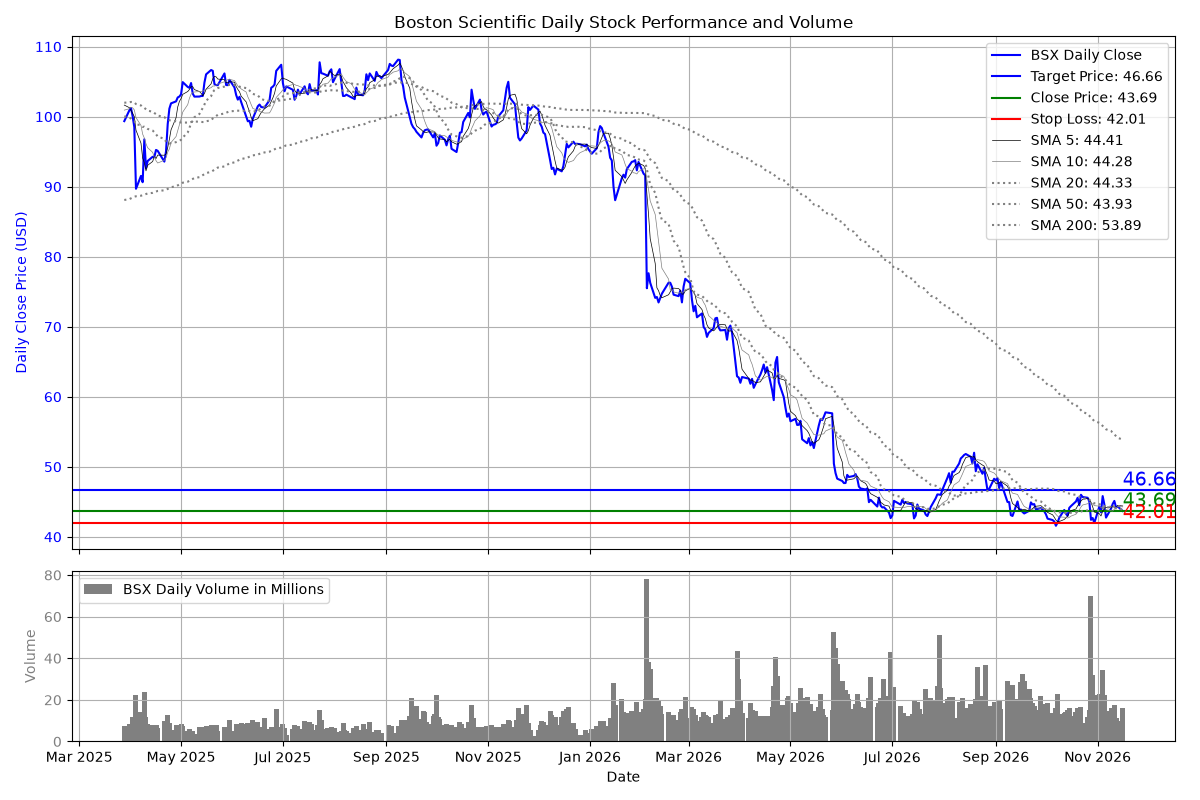 Boston Scientific Daily Stock Performance and Volume
Daily Close Price (USD)
110
100
90
80
70
60
50
40
BSX Daily Close
Target Price: 46.66
Close Price: 43.69
Stop Loss: 42.01
SMA 5: 44.41
SMA 10: 44.28
SMA 20: 44.33
SMA 50: 43.93
SMA 200: 53.89
46.66
43.69
42.01
Volume
80
60
40
20
0
BSX Daily Volume in Millions
Mar 2025 May 2025 Jul 2025 Sep 2025 Nov 2025 Jan 2026 Mar 2026 May 2026 Jul 2026 Sep 2026 Nov 2026
Date